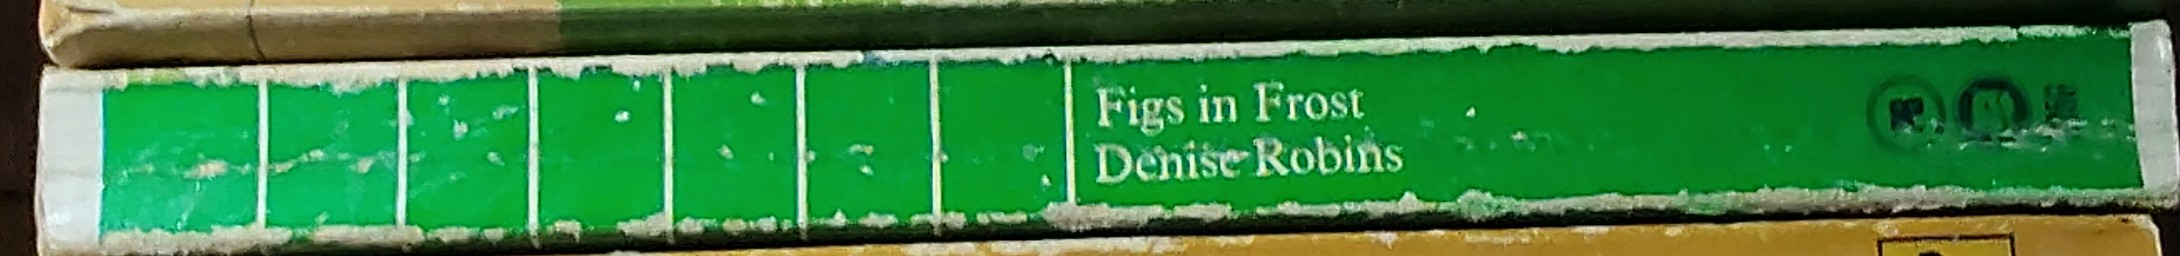 Figs in Frost
Denise Robins